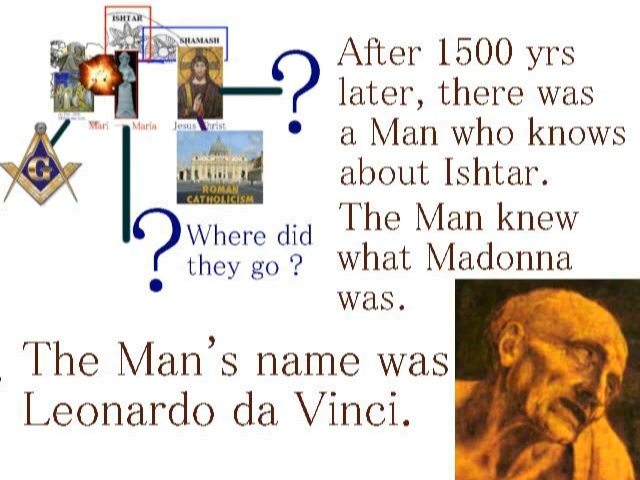 ISHTAR
SHAMASH
Mari
Maria
Jesus Christ
G
ROMAN
CATHOLICISM
Where did
they go ?
After 1500 yrs
later, there was
a Man who knows
about Ishtar.
The Man knew
what Madonna
was.
The Man's name was
Leonardo da Vinci.